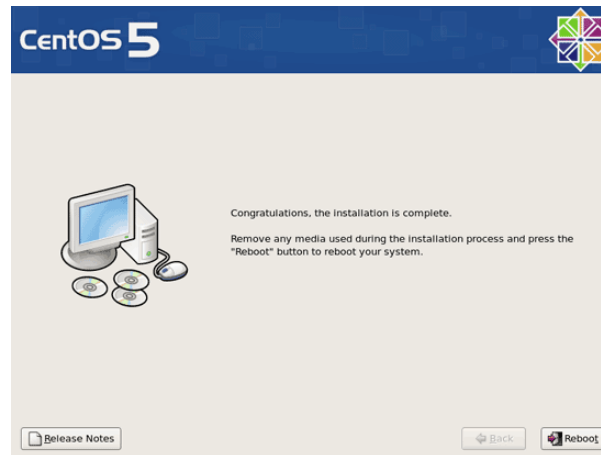 CentOS 5
Congratulations, the installation is complete.
Remove any media used during the installation process and press the
"Reboot" button to reboot your system.
Release Notes
Back
Reboot